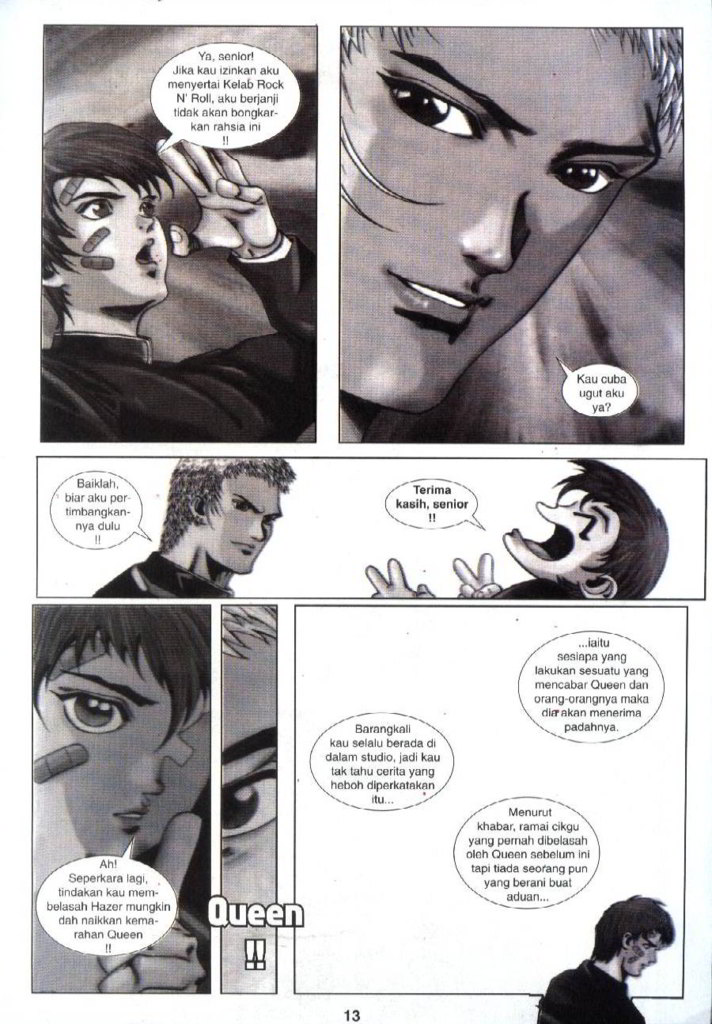 Ya, senior!
Jika kau izinkan aku
menyertai Kelab Rock
N' Roll, aku berjanji
tidak akan bongkar-
kan rahsia ini
!!
Kau cuba
ugut aku
ya?
Baiklah,
biar aku per-
timbangkan-
nya dulu
!!
Terima
kasih, senior
!!
Ah!
Seperkara lagi,
tindakan kau mem-
belasah Hazer mungkin
dah naikkan kema-
rahan Queen
!!
Queen
!!
...iaitu
sesiapa yang
lakukan sesuatu yang
mencabar Queen dan
orang-orangnya maka
dia akan menerima
padahnya.
Barangkali
kau selalu berada di
dalam studio, jadi kau
tak tahu cerita yang
heboh diperkatakan
itu...
Menurut
khabar, ramai cikgu
yang pernah dibelasah
oleh Queen sebelum ini
tapi tiada seorang pun
yang berani buat
aduan...
13